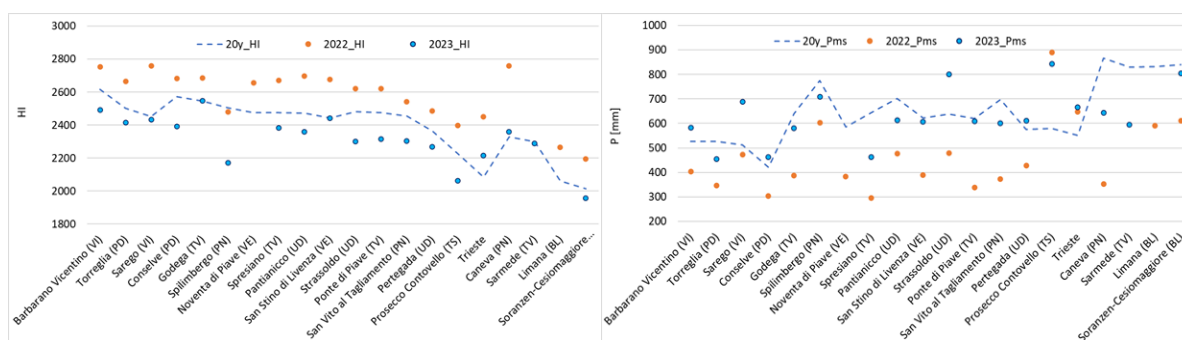 3000
2800
2600
2400
2200
2000
1800
HI
20y_HI
2022_HI
2023_HI
Barbarano Vicentino (VI)
Torreglia (PD)
Sarego (VI)
Conselve (PD)
Godega (TV)
Spilimbergo (PN)
Noventa di Piave (VE)
Spresiano (TV)
Pantianicco (UD)
San Stino di Livenza (VE)
Strassoldo (UD)
Ponte di Piave (TV)
San Vito al Tagliamento (PN)
Pertegada (UD)
Prosecco Contovello (TS)
Trieste
Caneva (PN)
Sarmede (TV)
Limana (BL)
Soranzen-Cesiomaggiore...
1000
900
800
700
600
500
400
300
200
P [mm]
20y_Pms
2022_Pms
2023_Pms
Barbarano Vicentino (VI)
Torreglia (PD)
Sarego (VI)
Conselve (PD)
Godega (TV)
Spilimbergo (PN)
Noventa di Piave (VE)
Spresiano (TV)
Pantianicco (UD)
San Stino di Livenza (VE)
Strassoldo (UD)
Ponte di Piave (TV)
San Vito al Tagliamento (PN)
Pertegada (UD)
Prosecco Contovello (TS)
Trieste
Caneva (PN)
Sarmede (TV)
Limana (BL)
Soranzen-Cesiomaggiore (BL)